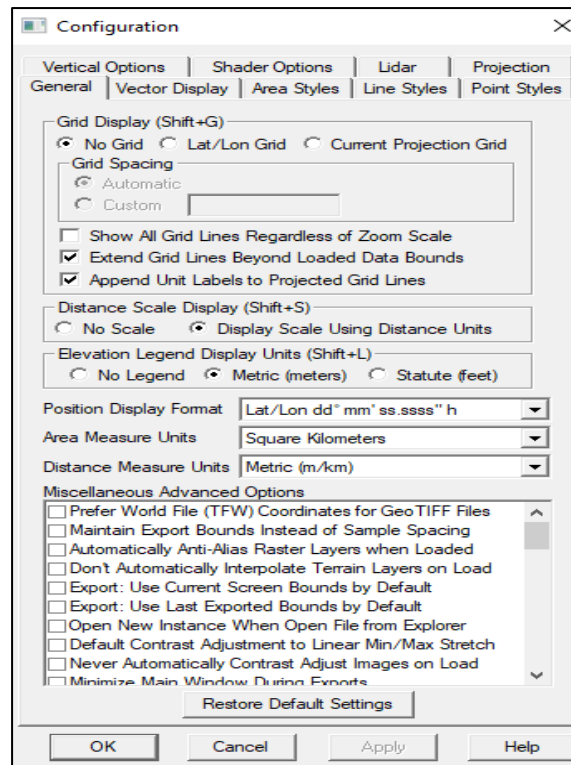 Configuration
Vertical Options Shader Options Lidar Projection
General Vector Display Area Styles Line Styles Point Styles
Grid Display (Shift+G)
No Grid Lat/Lon Grid Current Projection Grid
Grid Spacing
Automatic
Custom
Show All Grid Lines Regardless of Zoom Scale
Extend Grid Lines Beyond Loaded Data Bounds
Append Unit Labels to Projected Grid Lines
Distance Scale Display (Shift+S)
No Scale Display Scale Using Distance Units
Elevation Legend Display Units (Shift+L)
No Legend Metric (meters) Statute (feet)
Position Display Format Lat/Lon dd° mm' ss.ssss" h
Area Measure Units Square Kilometers
Distance Measure Units Metric (m/km)
Miscellaneous Advanced Options
Prefer World File (TFW) Coordinates for GeoTIFF Files
Maintain Export Bounds Instead of Sample Spacing
Automatically Anti-Alias Raster Layers when Loaded
Don't Automatically Interpolate Terrain Layers on Load
Export: Use Current Screen Bounds by Default
Export: Use Last Exported Bounds by Default
Open New Instance When Open File from Explorer
Default Contrast Adjustment to Linear Min/Max Stretch
Never Automatically Contrast Adjust Images on Load
Minimize Main Window During Exports
Restore Default Settings
OK Cancel Apply Help